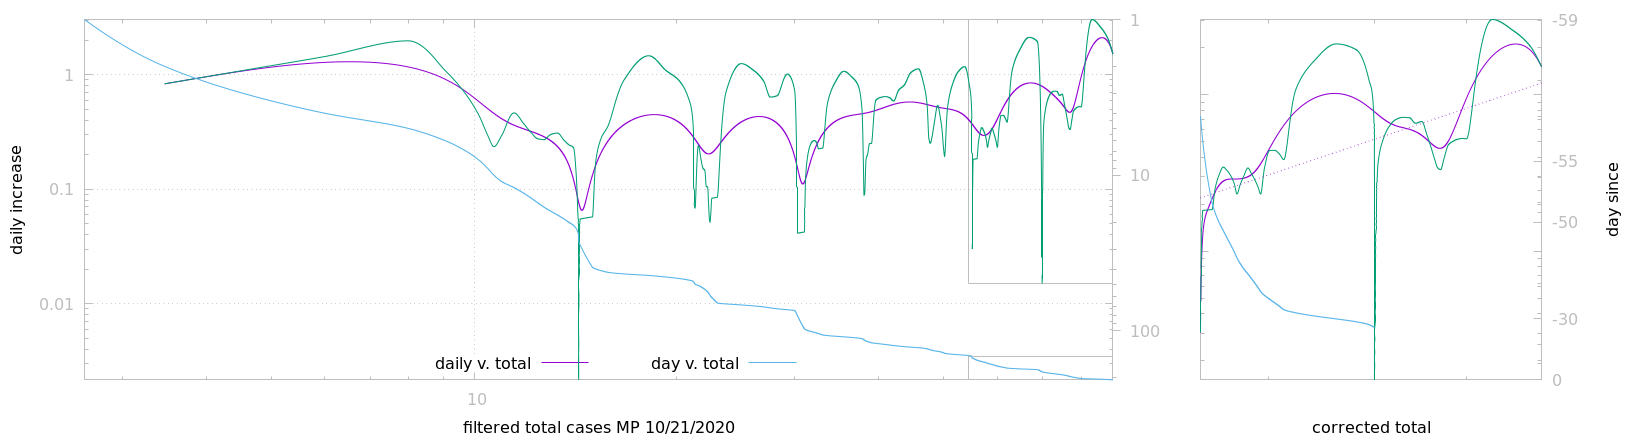 daily increase
1
0.1
0.01
10
1
10
100
daily v. total
day v. total
filtered total cases MP 10/21/2020
-59
-55
-50
-30
0
day since
corrected total